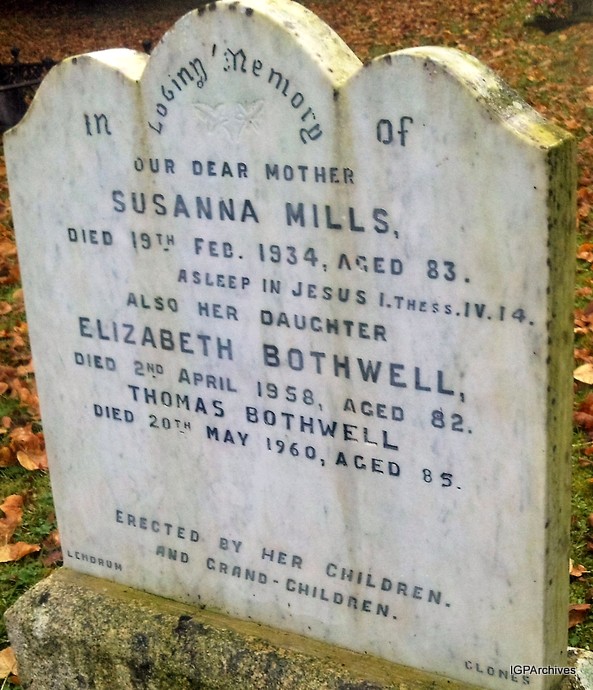 In Loving Memory of
OUR DEAR MOTHER
SUSANNA MILLS,
DIED 19TH FEB. 1934, AGED 83.
ASLEEP IN JESUS I.THESS.IV.14.
ALSO HER DAUGHTER
ELIZABETH BOTHWELL,
DIED 2ND APRIL 1958, AGED 82.
THOMAS BOTHWELL
DIED 20TH MAY 1960, AGED 85.
ERECTED BY HER CHILDREN.
AND GRAND-CHILDREN.
LENDRUM
CLONES
IGPArchives